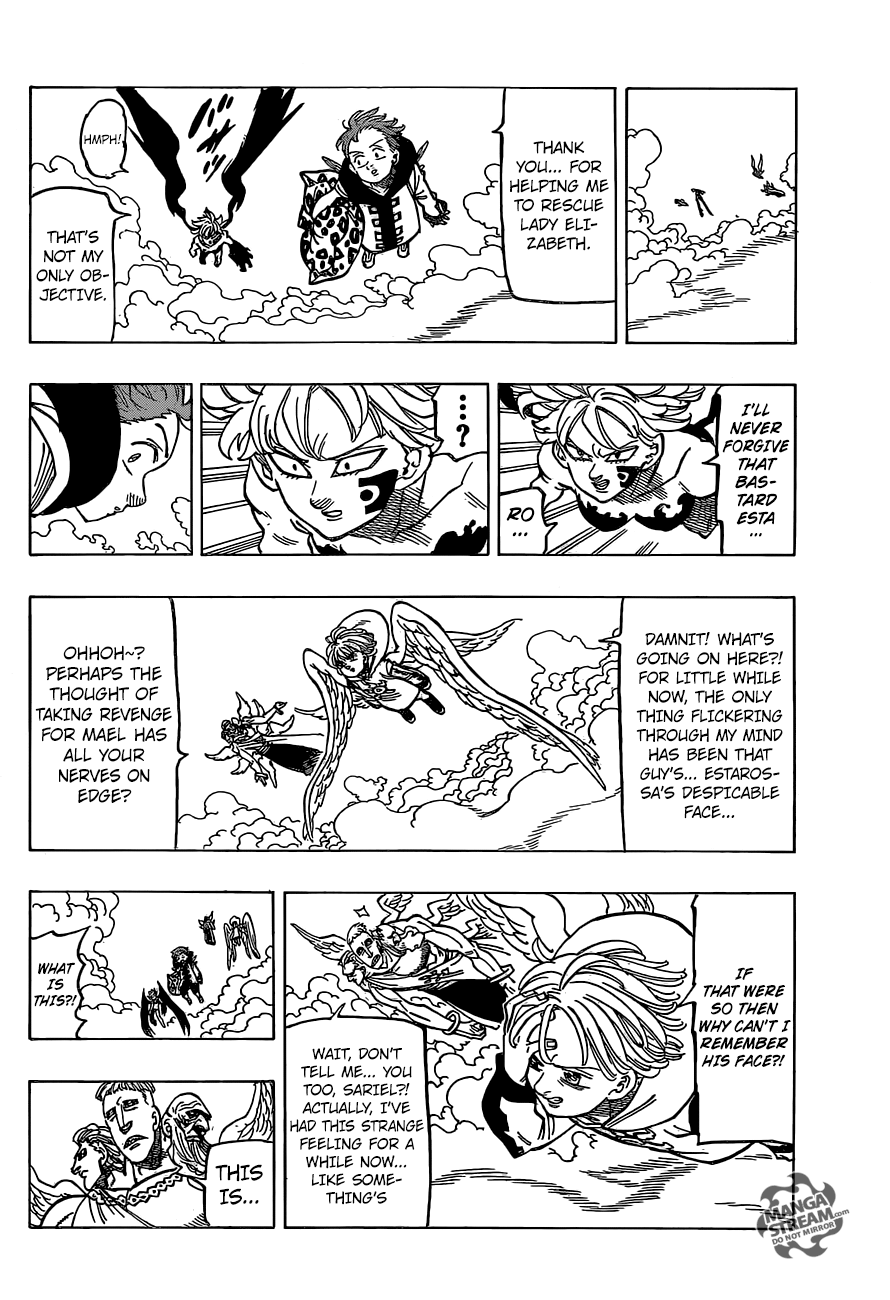 THANK
YOU... FOR
HELPING ME
TO RESCUE
LADY ELI-
ZABETH.
HMPH!
THAT'S
NOT MY
ONLY OB-
JECTIVE.
I'LL
NEVER
FORGIVE
THAT
BAS-
TARD
ESTA
...
RO
...
...?
DAMNIT! WHAT'S
GOING ON HERE?!
FOR LITTLE WHILE
NOW, THE ONLY
THING FLICKERING
THROUGH MY MIND
HAS BEEN THAT
GUY'S... ESTAROS-
SA'S DESPICABLE
FACE...
OHHOH~?
PERHAPS THE
THOUGHT OF
TAKING REVENGE
FOR MAEL HAS
ALL YOUR
NERVES ON
EDGE?
IF
THAT WERE
SO THEN
WHY CAN'T I
REMEMBER
HIS FACE?!
WAIT, DON'T
TELL ME... YOU
TOO, SARIEL?!
ACTUALLY, I'VE
HAD THIS STRANGE
FEELING FOR A
WHILE NOW...
LIKE SOME-
THING'S
WHAT
IS
THIS?!
THIS
IS...
MANGA
STREAM.com
DO NOT MIRROR